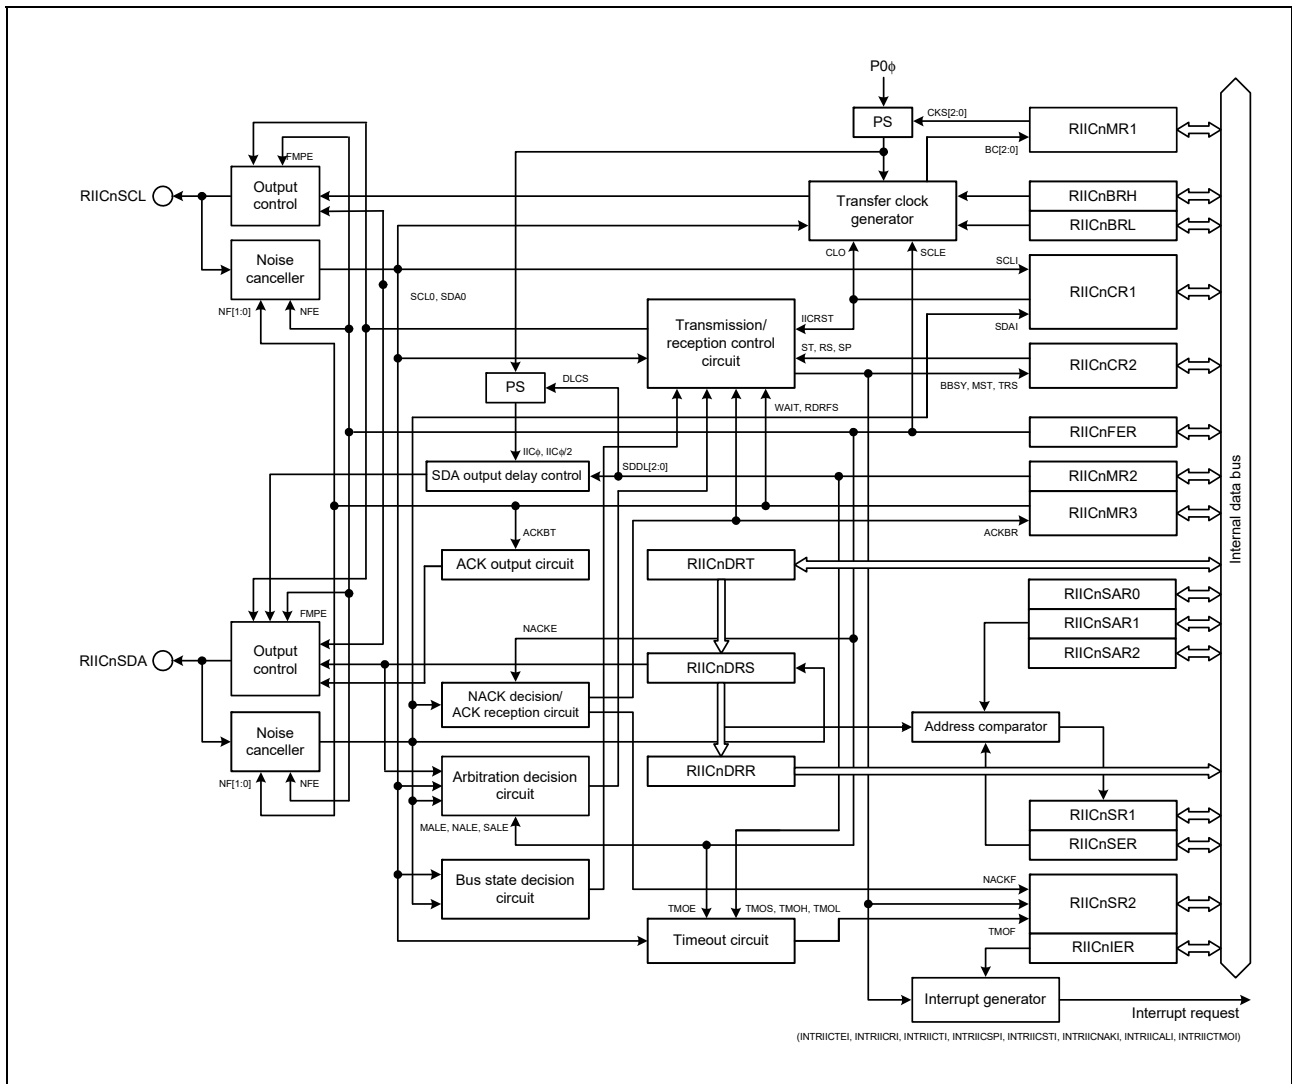 P0ϕ
PS
CKS[2:0]
RIICnMR1
BC[2:0]
FMPE
RIICnSCL
Output
control
Transfer clock
generator
RIICnBRH
RIICnBRL
Noise
canceller
CLO
SCLE
SCLI
RIICnCR1
NF[1:0]
NFE
SCL0, SDA0
Transmission/
reception control
circuit
IICRST
SDAI
ST, RS, SP
RIICnCR2
BBSY, MST, TRS
PS
DLCS
WAIT, RDRFS
RIICnFER
IICϕ, IICϕ/2
SDA output delay control
SDDL[2:0]
RIICnMR2
RIICnMR3
ACKBT
ACKBR
ACK output circuit
RIICnDRT
Internal data bus
RIICnSAR0
RIICnSAR1
RIICnSAR2
FMPE
RIICnSDA
Output
control
NACKE
RIICnDRS
NACK decision/
ACK reception circuit
Address comparator
Noise
canceller
NF[1:0]
NFE
Arbitration decision
circuit
RIICnDRR
MALE, NALE, SALE
RIICnSR1
RIICnSER
Bus state decision
circuit
NACKF
RIICnSR2
TMOE
TMOS, TMOH, TMOL
TMOF
Timeout circuit
RIICnIER
Interrupt generator
Interrupt request
(INTRIICTEI, INTRIICRI, INTRIICTI, INTRIICSPI, INTRIICSTI, INTRIICNAKI, INTRIICALI, INTRIICTMOI)